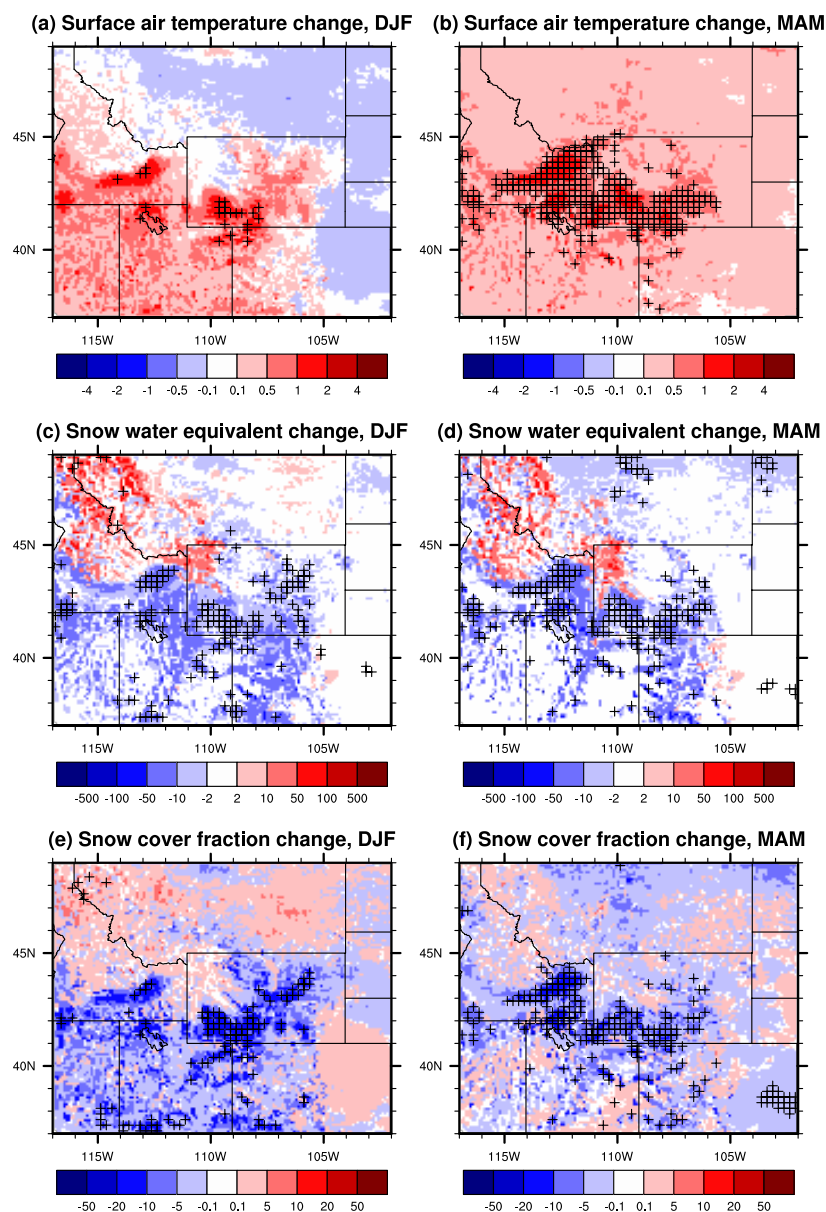 (a) Surface air temperature change, DJF
(b) Surface air temperature change, MAM
45N
40N
115W 110W 105W
45N
40N
115W 110W 105W
-4 -2 -1 -0.5 -0.1 0.1 0.5 1 2 4
-4 -2 -1 -0.5 -0.1 0.1 0.5 1 2 4
(c) Snow water equivalent change, DJF
(d) Snow water equivalent change, MAM
45N
40N
115W 110W 105W
45N
40N
115W 110W 105W
-500 -100 -50 -10 -2 2 10 50 100 500
-500 -100 -50 -10 -2 2 10 50 100 500
(e) Snow cover fraction change, DJF
(f) Snow cover fraction change, MAM
45N
40N
115W 110W 105W
45N
40N
115W 110W 105W
-50 -20 -10 -5 -0.1 0.1 5 10 20 50
-50 -20 -10 -5 -0.1 0.1 5 10 20 50